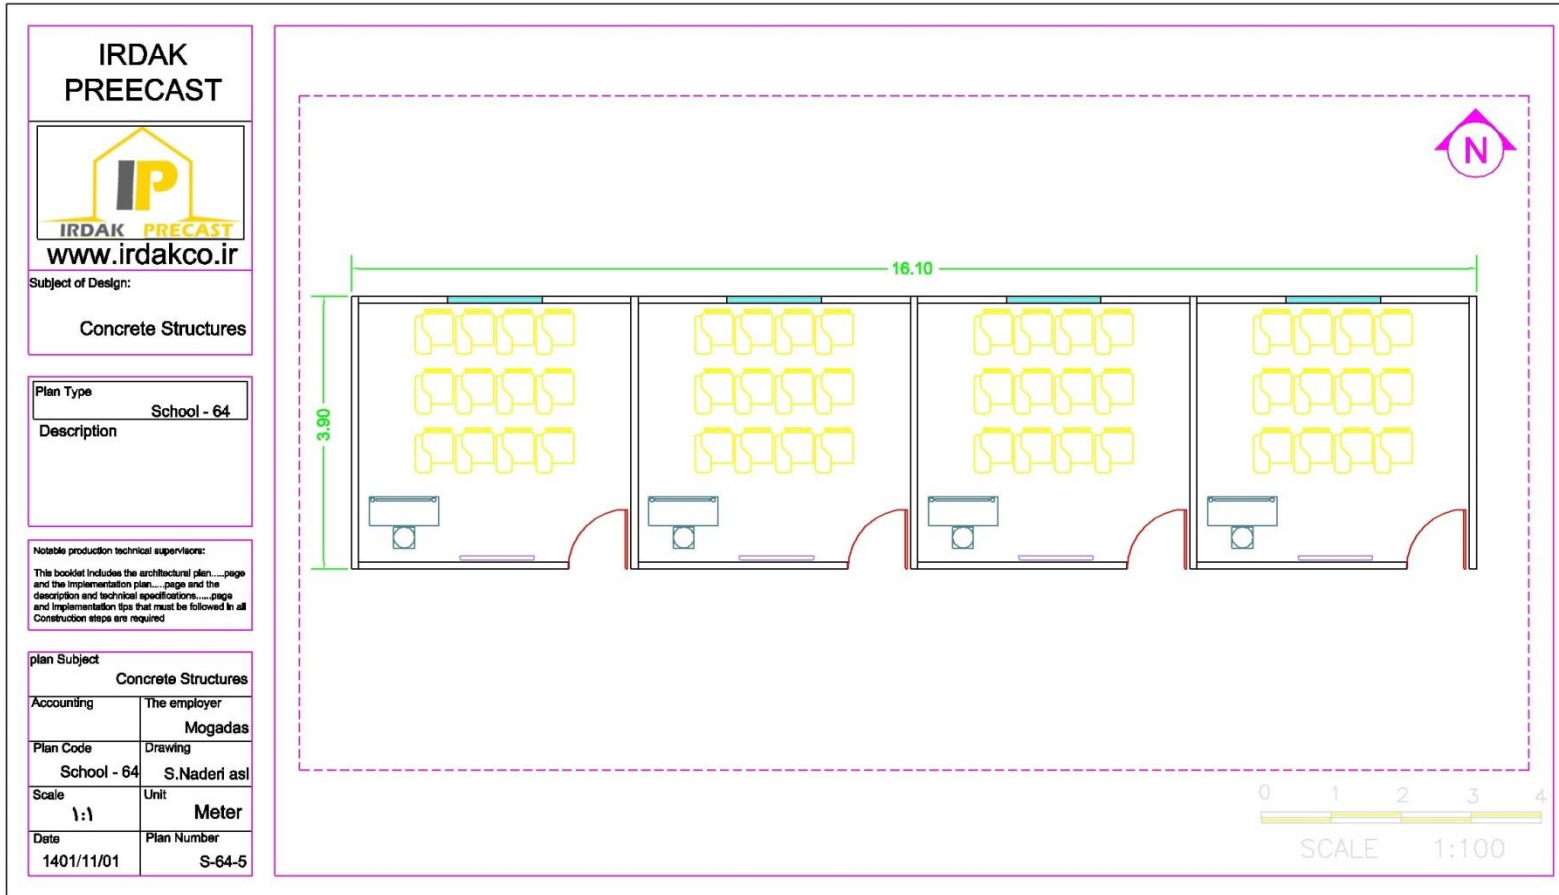 IRDAK
PREECAST
IP
IRDAK PRECAST
www.irdakco.ir
Subject of Design:
Concrete Structures
Plan Type
School - 64
Description
Notable production technical supervisors:
This booklet includes the architectural plan.....page
and the implementation plan.....page and the
description and technical specifications......page
and implementation tips that must be followed in all
Construction steps are required
plan Subject
Concrete Structures
Accounting
The employer
Mogadas
Plan Code
School - 64
Drawing
S.Naderi asl
Scale
۱:۱
Unit
Meter
Date
1401/11/01
Plan Number
S-64-5
N
16.10
3.90
0 1 2 3 4
SCALE 1:100